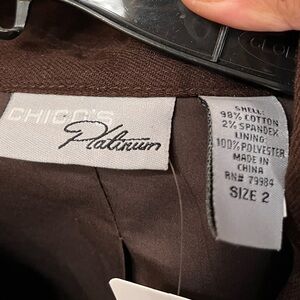 CHICO'S
Platinum
SHELL:
98% COTTON
2% SPANDEX
LINING:
100% POLYESTER
MADE IN
CHINA
RN# 79984
SIZE 2